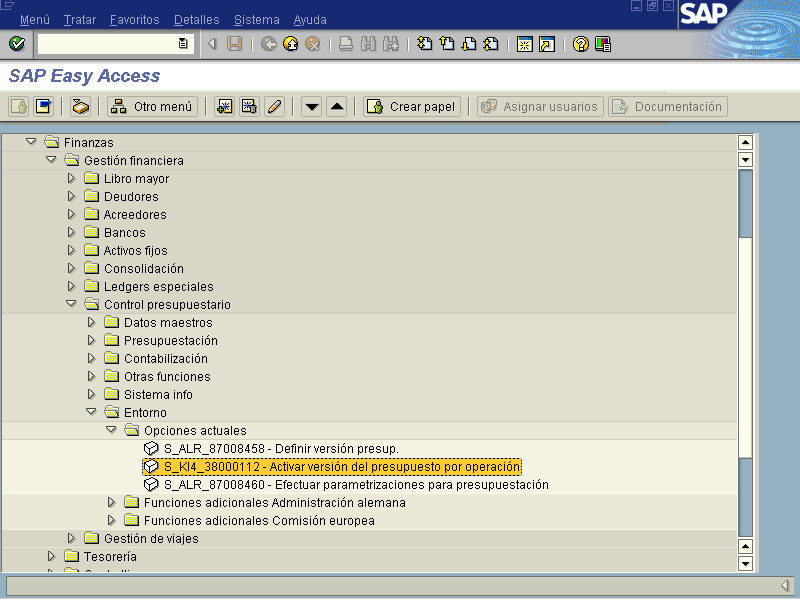 Menú Tratar Favoritos Detalles Sistema Ayuda
SAP
SAP Easy Access
Otro menú Crear papel Asignar usuarios Documentación
Finanzas
Gestión financiera
Libro mayor
Deudores
Acreedores
Bancos
Activos fijos
Consolidación
Ledgers especiales
Control presupuestario
Datos maestros
Presupuestación
Contabilización
Otras funciones
Sistema info
Entorno
Opciones actuales
S_ALR_87008458 - Definir versión presup.
S_KI4_38000112 - Activar versión del presupuesto por operación
S_ALR_87008460 - Efectuar parametrizaciones para presupuestación
Funciones adicionales Administración alemana
Funciones adicionales Comisión europea
Gestión de viajes
Tesorería